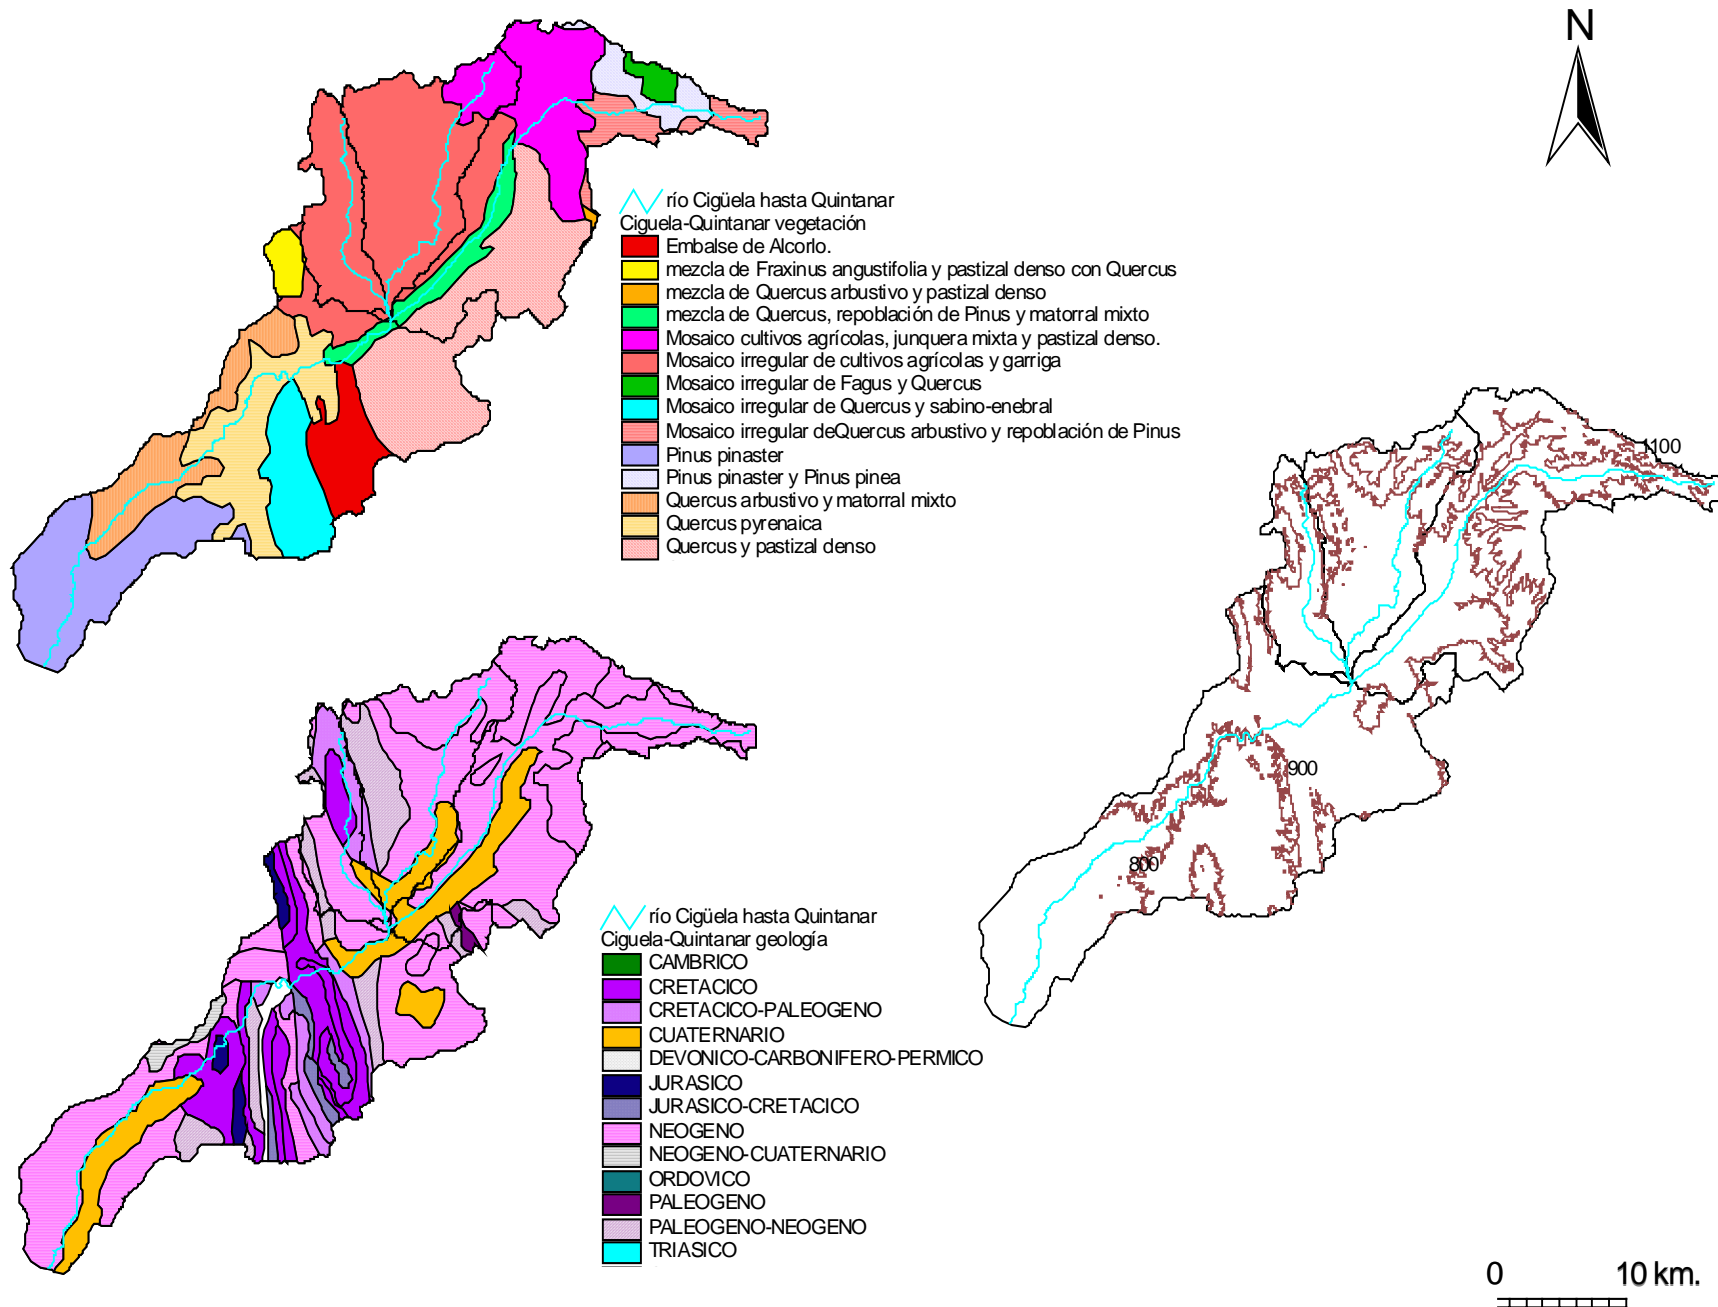 N
río Cigüela hasta Quintanar
Ciguela-Quintanar vegetación
Embalse de Alcorlo.
mezcla de Fraxinus angustifolia y pastizal denso con Quercus
mezcla de Quercus arbustivo y pastizal denso
mezcla de Quercus, repoblación de Pinus y matorral mixto
Mosaico cultivos agrícolas, junquera mixta y pastizal denso.
Mosaico irregular de cultivos agrícolas y garriga
Mosaico irregular de Fagus y Quercus
Mosaico irregular de Quercus y sabino-enebral
Mosaico irregular deQuercus arbustivo y repoblación de Pinus
Pinus pinaster
Pinus pinaster y Pinus pinea
Quercus arbustivo y matorral mixto
Quercus pyrenaica
Quercus y pastizal denso
1100
900
800
río Cigüela hasta Quintanar
Ciguela-Quintanar geología
CAMBRICO
CRETACICO
CRETACICO-PALEOGENO
CUATERNARIO
DEVONICO-CARBONIFERO-PERMICO
JURASICO
JURASICO-CRETACICO
NEOGENO
NEOGENO-CUATERNARIO
ORDOVICO
PALEOGENO
PALEOGENO-NEOGENO
TRIASICO
0 10 km.